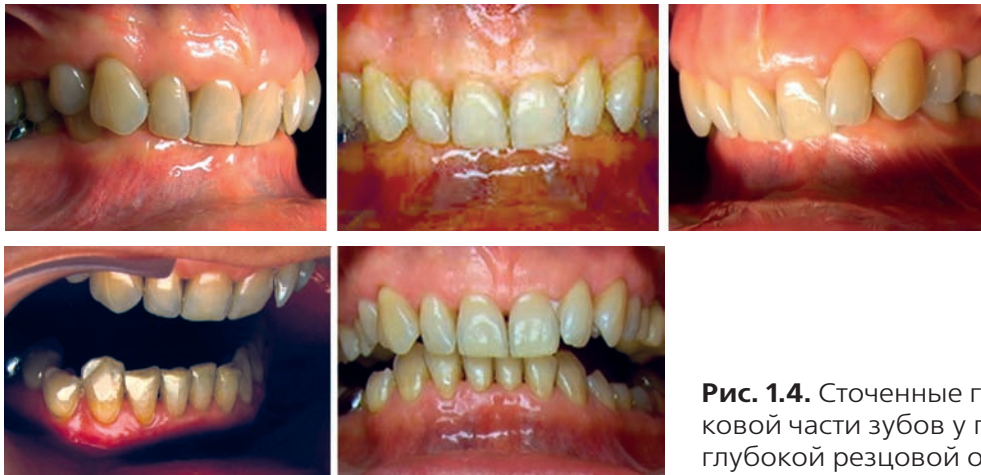 Рис. 1.4. Сточенные
ковой части зубов у
глубокой резцовой